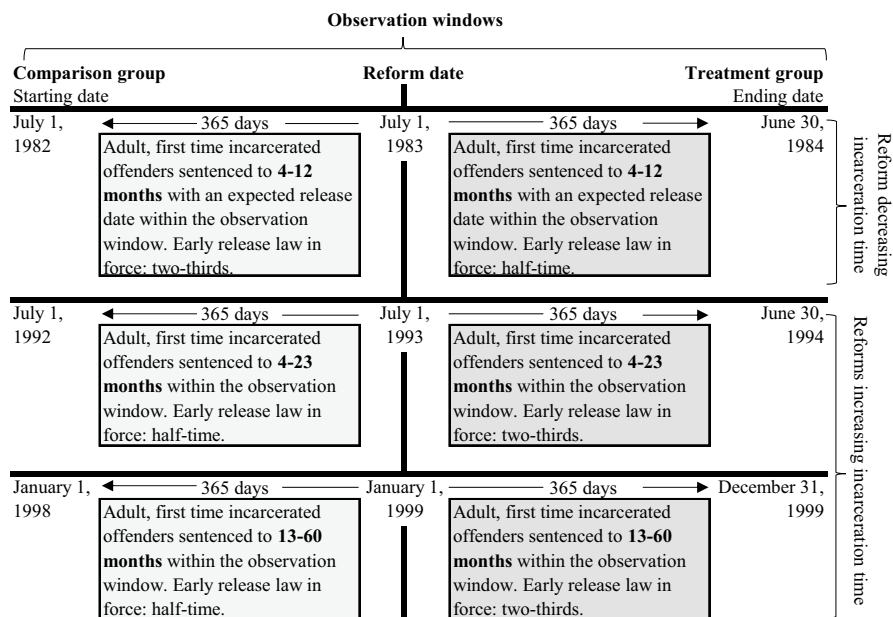 Observation windows
Comparison group
Starting date
Reform date
Treatment group
Ending date
July 1,
1982
365 days
July 1,
1983
365 days
June 30,
1984
Adult, first time incarcerated
offenders sentenced to 4-12
months with an expected release
date within the observation
window. Early release law in
force: two-thirds.
Adult, first time incarcerated
offenders sentenced to 4-12
months with an expected release
date within the observation
window. Early release law in
force: half-time.
Reform decreasing
incarceration time
July 1,
1992
365 days
July 1,
1993
365 days
June 30,
1994
Adult, first time incarcerated
offenders sentenced to 4-23
months within the observation
window. Early release law in
force: half-time.
Adult, first time incarcerated
offenders sentenced to 4-23
months within the observation
window. Early release law in
force: two-thirds.
January 1,
1998
365 days
January 1,
1999
365 days
December 31,
1999
Adult, first time incarcerated
offenders sentenced to 13-60
months within the observation
window. Early release law in
force: half-time.
Adult, first time incarcerated
offenders sentenced to 13-60
months within the observation
window. Early release law in
force: two-thirds.
Reforms increasing incarceration time